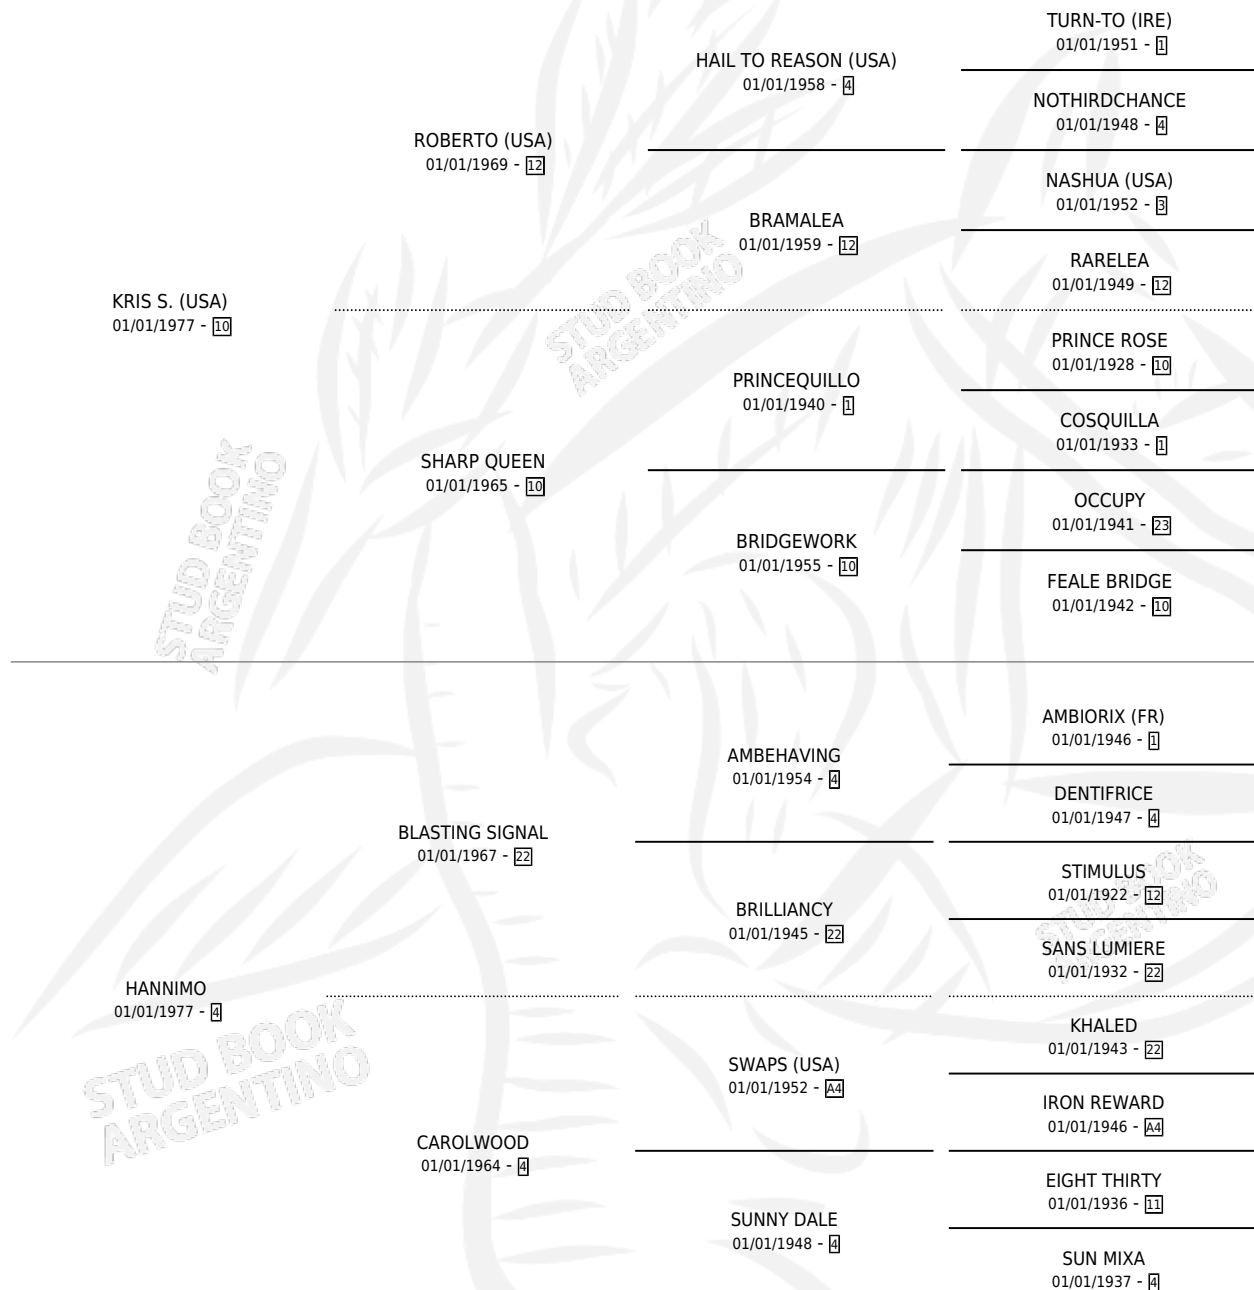 TURN-TO (IRE)
01/01/1951 - 1
HAIL TO REASON (USA)
01/01/1958 - 4
NOTHIRDCHANCE
01/01/1948 - 4
ROBERTO (USA)
01/01/1969 - 12
NASHUA (USA)
01/01/1952 - 3
BRAMALEA
01/01/1959 - 12
RARELEA
01/01/1949 - 12
KRIS S. (USA)
01/01/1977 - 10
PRINCE ROSE
01/01/1928 - 10
PRINCEQUILLO
01/01/1940 - 1
COSQUILLA
01/01/1933 - 1
SHARP QUEEN
01/01/1965 - 10
OCCUPY
01/01/1941 - 23
BRIDGEWORK
01/01/1955 - 10
FEALE BRIDGE
01/01/1942 - 10
AMBIORIX (FR)
01/01/1946 - 1
AMBEHAVING
01/01/1954 - 4
DENTIFRICE
01/01/1947 - 4
BLASTING SIGNAL
01/01/1967 - 22
STIMULUS
01/01/1922 - 12
BRILLIANCY
01/01/1945 - 22
SANS LUMIERE
01/01/1932 - 22
HANNIMO
01/01/1977 - 4
KHALED
01/01/1943 - 22
SWAPS (USA)
01/01/1952 - A4
IRON REWARD
01/01/1946 - A4
CAROLWOOD
01/01/1964 - 4
EIGHT THIRTY
01/01/1936 - 11
SUNNY DALE
01/01/1948 - 4
SUN MIXA
01/01/1937 - 4
STUD BOOK
ARGENTINO
STUD BOOK
ARGENTINO
STUD BOOK
ARGENTINO
STUD BOOK
ARGENTINO